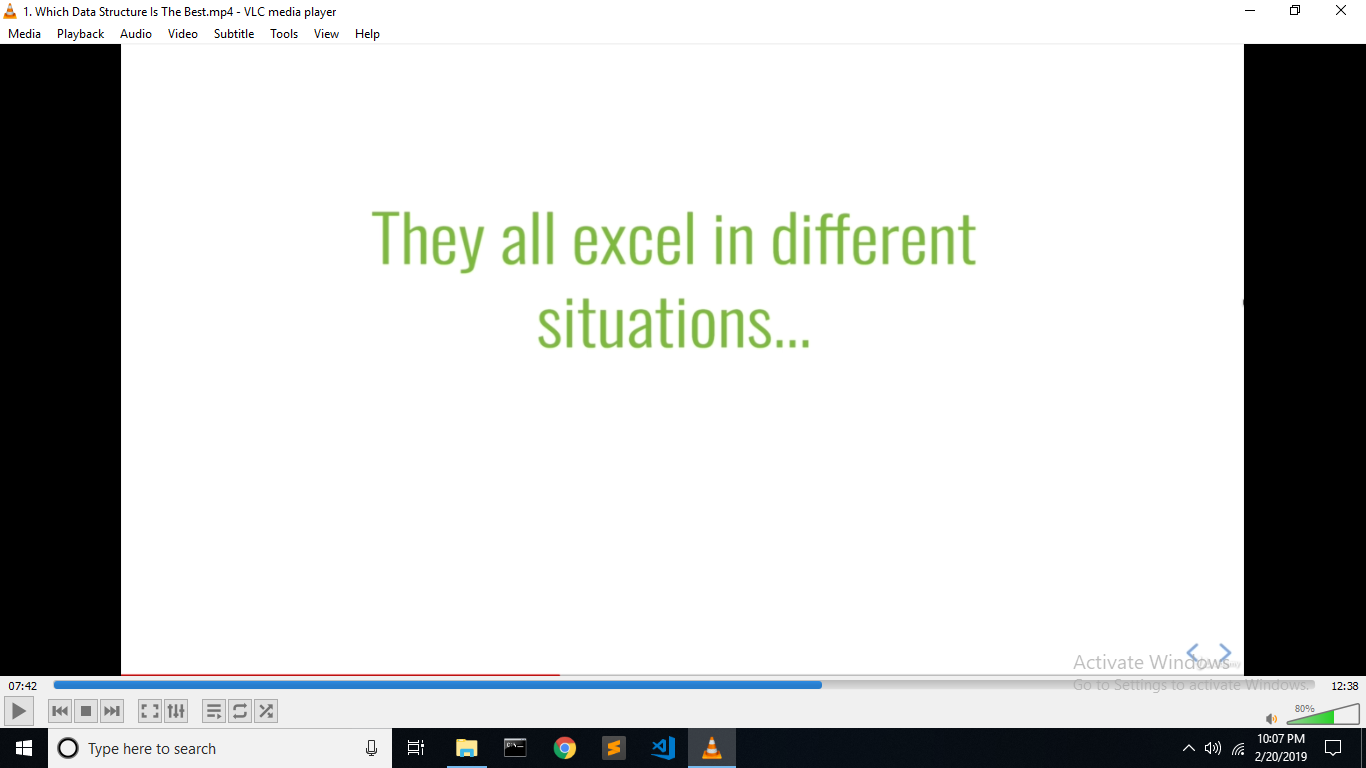 1. Which Data Structure Is The Best.mp4 - VLC media player
Media Playback Audio Video Subtitle Tools View Help
They all excel in different
situations...
Activate Windows
Go to Settings to activate Windows.
07:42
12:38
80%
Type here to search
10:07 PM
2/20/2019